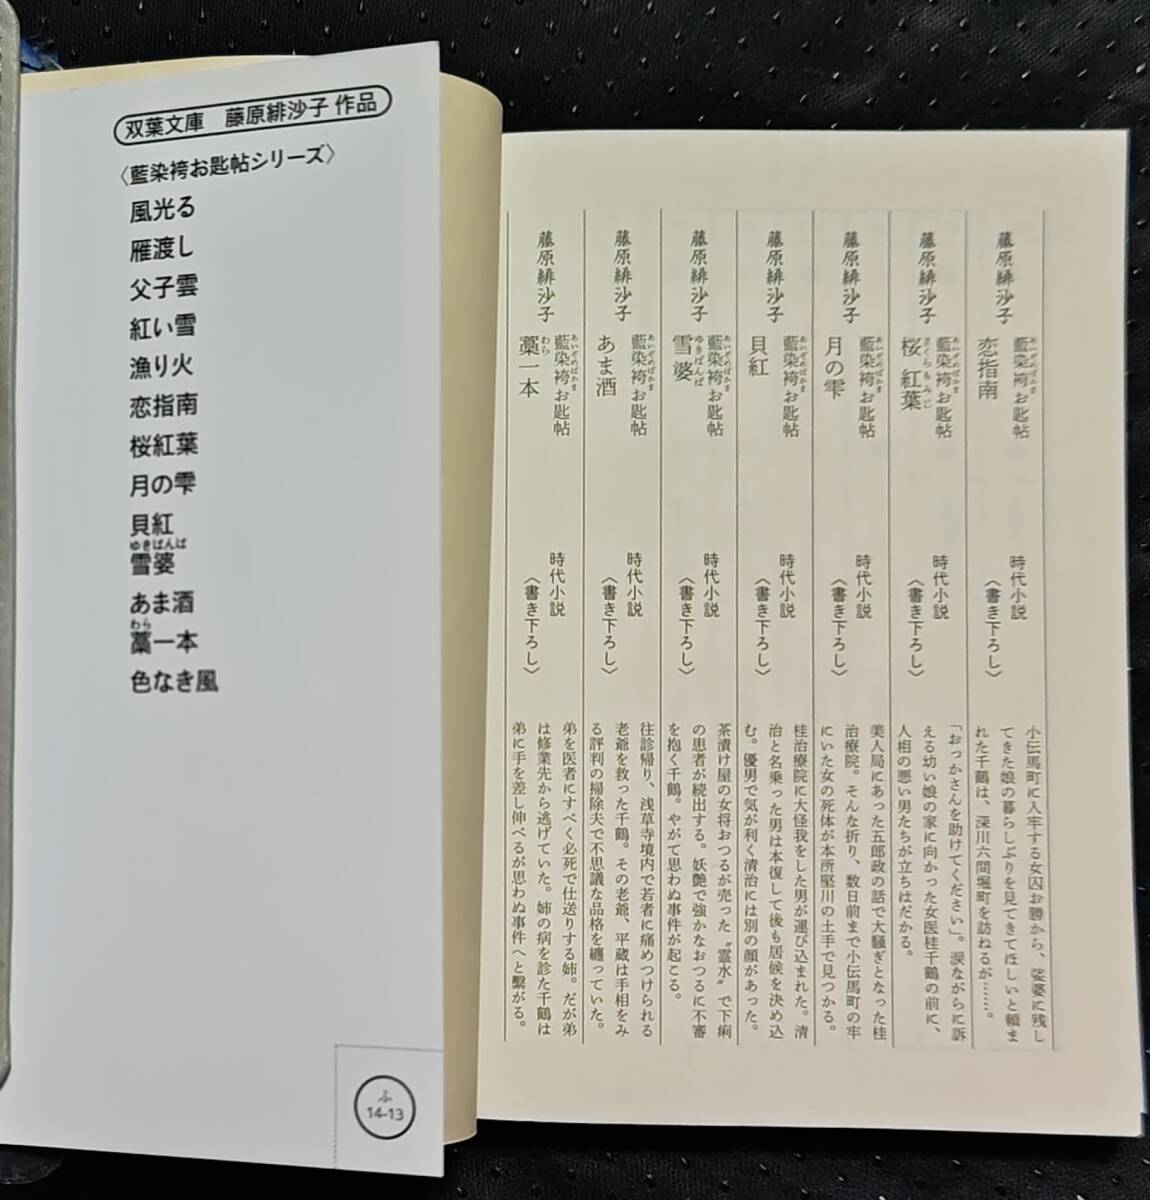 双葉文庫 藤原緋沙子 作品
〈藍染袴お匙帖シリーズ〉
風光る
雁渡し
父子雲
紅い雪
漁り火
恋指南
桜紅葉
月の雫
貝紅
ゆきばんば
雪婆
あま酒
わら
藁一本
色なき風
ふ
14-13
藤原緋沙子
あいぞめばかま
藍染袴お匙帖
恋指南
時代小説
〈書き下ろし〉
小伝馬町に入牢する女囚お勝から、娑婆に残し
てきた娘の暮らしぶりを見てきてほしいと頼ま
れた千鶴は、深川六間堀町を訪ねるが……。
藤原緋沙子
あいぞめばかま
藍染袴お匙帖
さくらもみじ
桜紅葉
時代小説
〈書き下ろし〉
「おっかさんを助けてください」。涙ながらに訴
える幼い娘の家に向かった女医桂千鶴の前に、
人相の悪い男たちが立ちはだかる。
藤原緋沙子
あいぞめばかま
藍染袴お匙帖
月の雫
時代小説
〈書き下ろし〉
美人局にあった五郎政の話で大騒ぎとなった桂
治療院。そんな折り、数日前まで小伝馬町の牢
にいた女の死体が本所竪川の土手で見つかる。
藤原緋沙子
あいぞめばかま
藍染袴お匙帖
貝紅
時代小説
〈書き下ろし〉
桂治療院に大怪我をした男が運び込まれた。清
治と名乗った男は本復して後も居候を決め込
む。優男で気が利く清治には別の顔があった。
藤原緋沙子
あいぞめばかま
藍染袴お匙帖
ゆきばんば
雪婆
時代小説
〈書き下ろし〉
茶漬け屋の女将おつるが売った〝霊水〟で下痢
の患者が続出する。妖艶で強かなおつるに不審
を抱く千鶴。やがて思わぬ事件が起こる。
藤原緋沙子
あいぞめばかま
藍染袴お匙帖
あま酒
時代小説
〈書き下ろし〉
往診帰り、浅草寺境内で若者に痛めつけられる
老爺を救った千鶴。その老爺、平蔵は手相をみ
る評判の掃除夫で不思議な品格を纏っていた。
藤原緋沙子
あいぞめばかま
藍染袴お匙帖
わら
藁一本
時代小説
〈書き下ろし〉
弟を医者にすべく必死で仕送りする姉。だが弟
は修業先から逃げていた。姉の病を診た千鶴は
弟に手を差し伸べるが思わぬ事件へと繫がる。